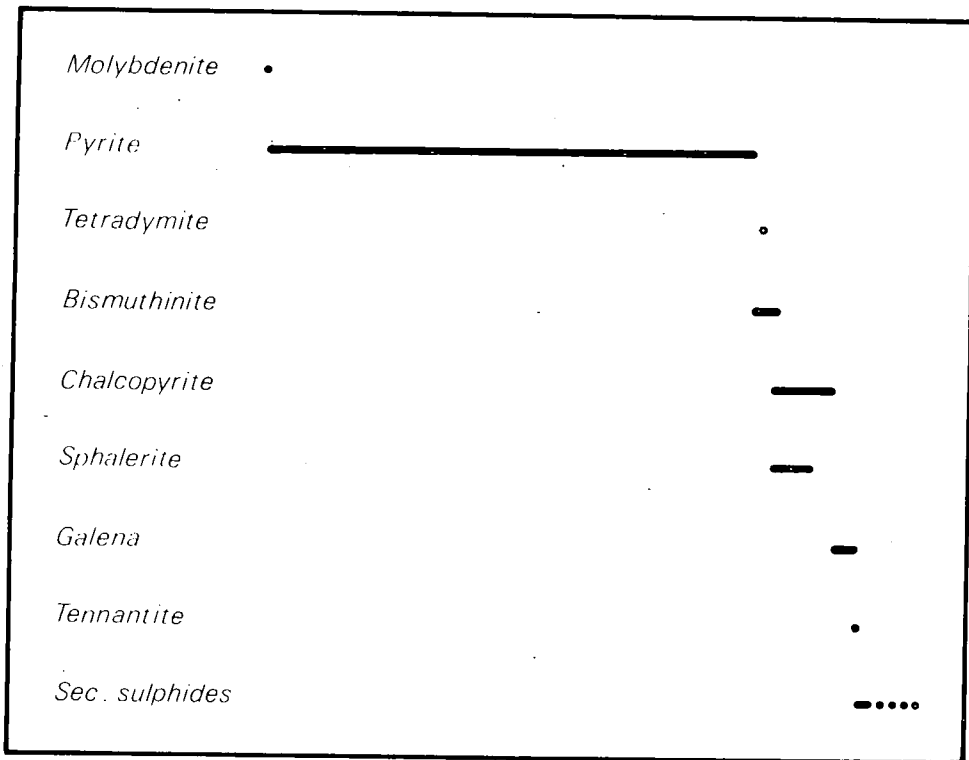 Molybdenite
Pyrite
Tetradymite
Bismuthinite
Chalcopyrite
Sphalerite
Galena
Tennantite
Sec. sulphides